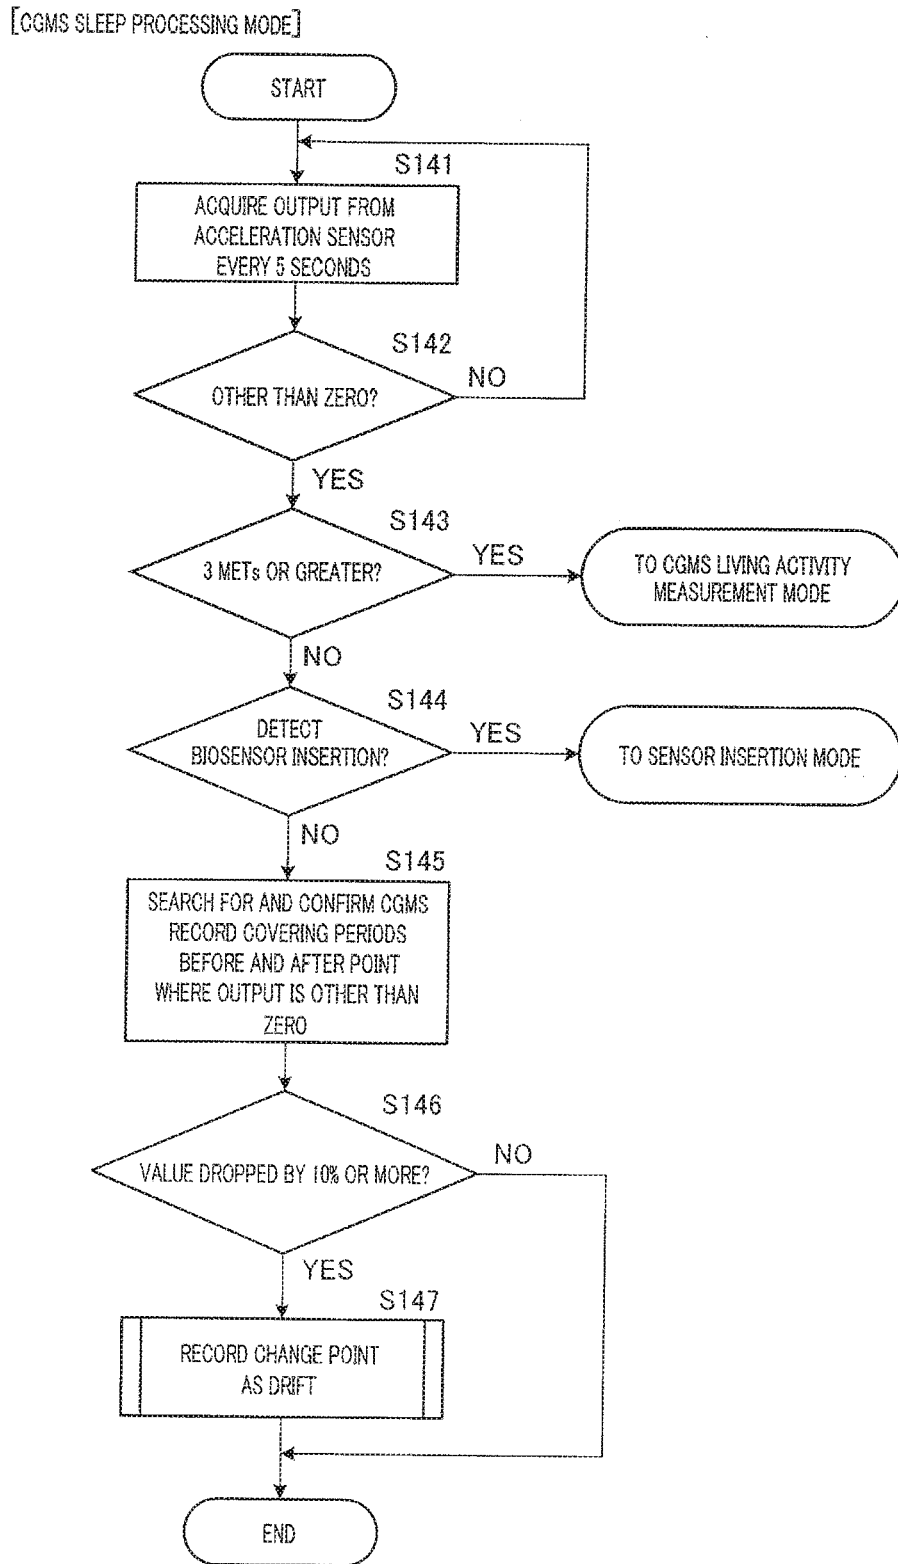 [CGMS SLEEP PROCESSING MODE]
START
S141
ACQUIRE OUTPUT FROM
ACCELERATION SENSOR
EVERY 5 SECONDS
S142
OTHER THAN ZERO?
NO
YES
S143
3 METs OR GREATER?
YES
TO CGMS LIVING ACTIVITY
MEASUREMENT MODE
NO
S144
DETECT
BIOSENSOR INSERTION?
YES
TO SENSOR INSERTION MODE
NO
S145
SEARCH FOR AND CONFIRM CGMS
RECORD COVERING PERIODS
BEFORE AND AFTER POINT
WHERE OUTPUT IS OTHER THAN
ZERO
S146
VALUE DROPPED BY 10% OR MORE?
NO
YES
S147
RECORD CHANGE POINT
AS DRIFT
END